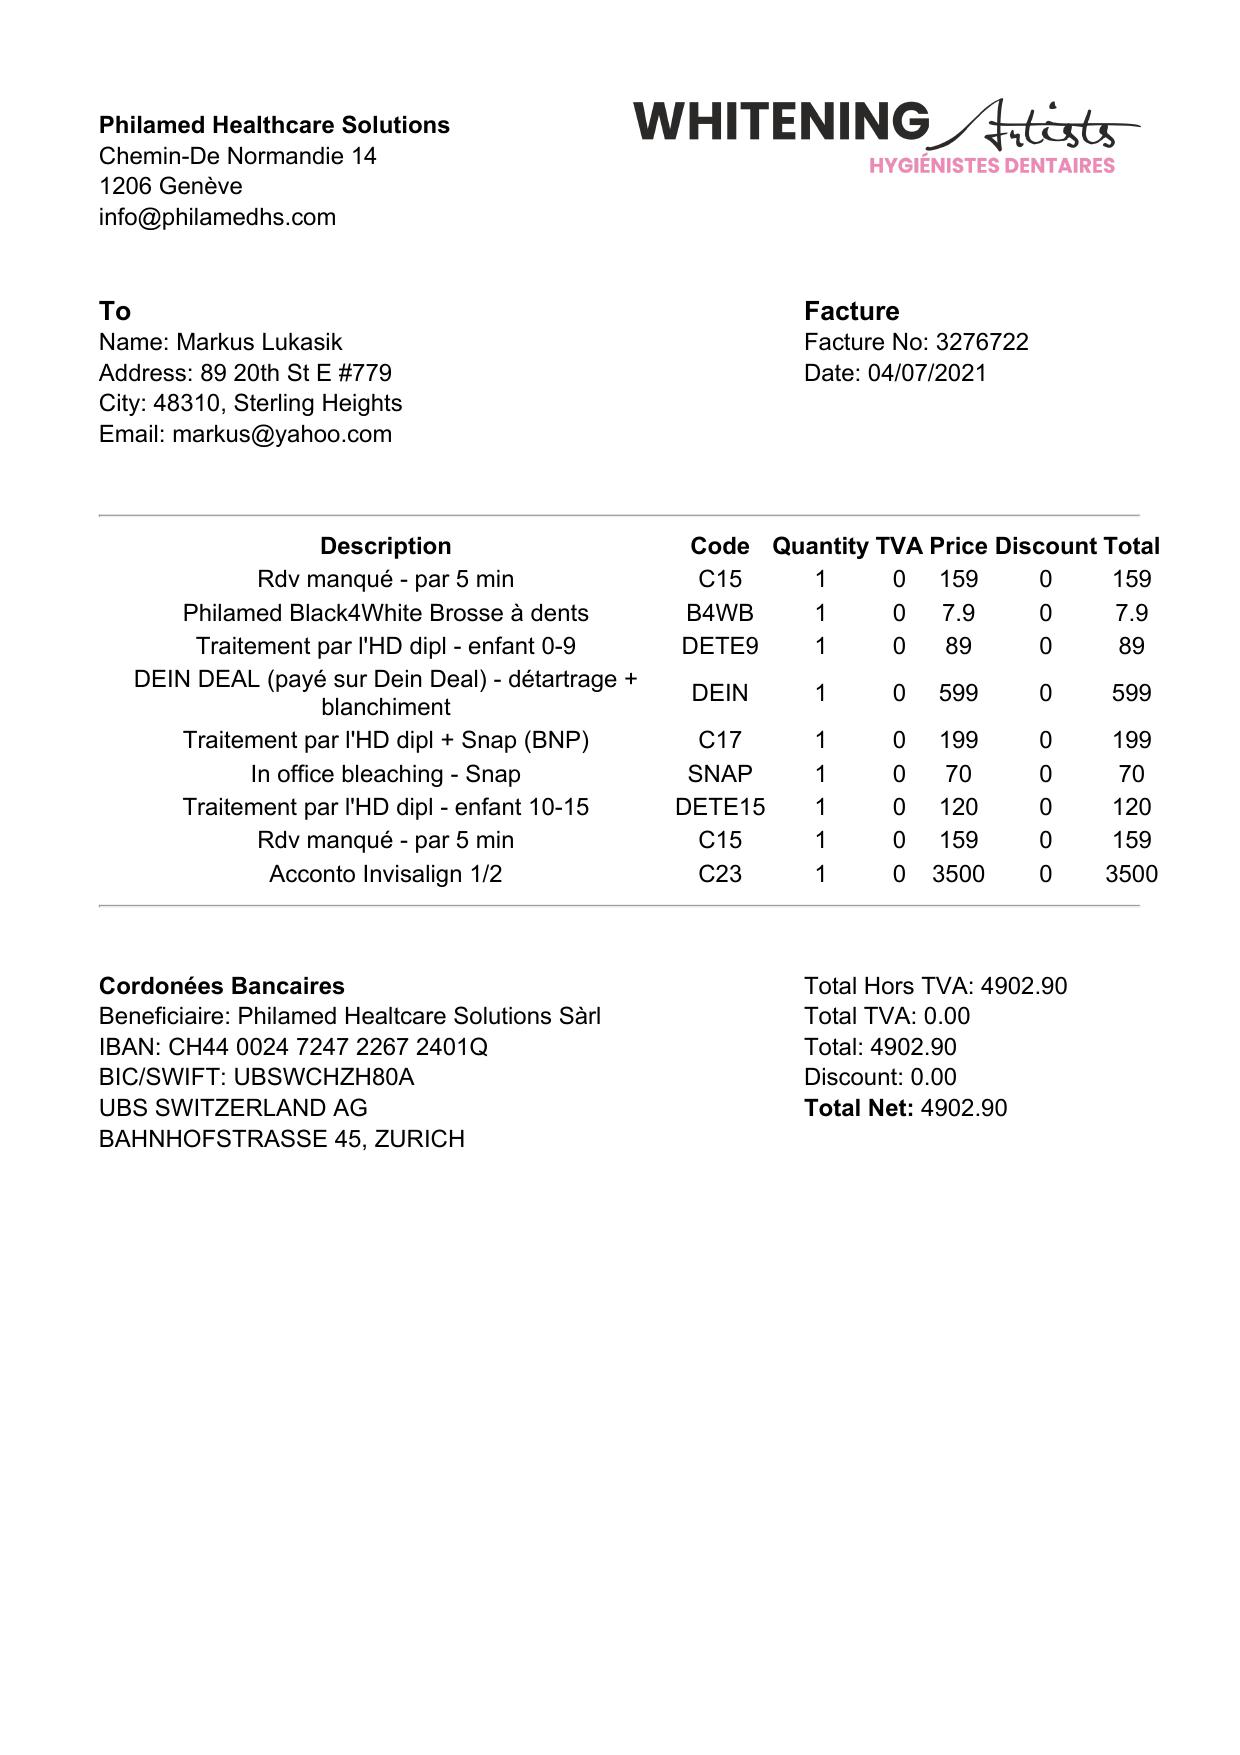 Philamed Healthcare Solutions
Chemin-De Normandie 14
1206 Genève
info@philamedhs.com
WHITENING Artists
HYGIÉNISTES DENTAIRES
To
Name: Markus Lukasik
Address: 89 20th St E #779
City: 48310, Sterling Heights
Email: markus@yahoo.com
Facture
Facture No: 3276722
Date: 04/07/2021
Description Code Quantity TVA Price Discount Total
Rdv manqué - par 5 min C15 1 0 159 0 159
Philamed Black4White Brosse à dents B4WB 1 0 7.9 0 7.9
Traitement par l'HD dipl - enfant 0-9 DETE9 1 0 89 0 89
DEIN DEAL (payé sur Dein Deal) - détartrage +
blanchiment DEIN 1 0 599 0 599
Traitement par l'HD dipl + Snap (BNP) C17 1 0 199 0 199
In office bleaching - Snap SNAP 1 0 70 0 70
Traitement par l'HD dipl - enfant 10-15 DETE15 1 0 120 0 120
Rdv manqué - par 5 min C15 1 0 159 0 159
Acconto Invisalign 1/2 C23 1 0 3500 0 3500
Cordonées Bancaires
Beneficiaire: Philamed Healtcare Solutions Sàrl
IBAN: CH44 0024 7247 2267 2401Q
BIC/SWIFT: UBSWCHZH80A
UBS SWITZERLAND AG
BAHNHOFSTRASSE 45, ZURICH
Total Hors TVA: 4902.90
Total TVA: 0.00
Total: 4902.90
Discount: 0.00
Total Net: 4902.90